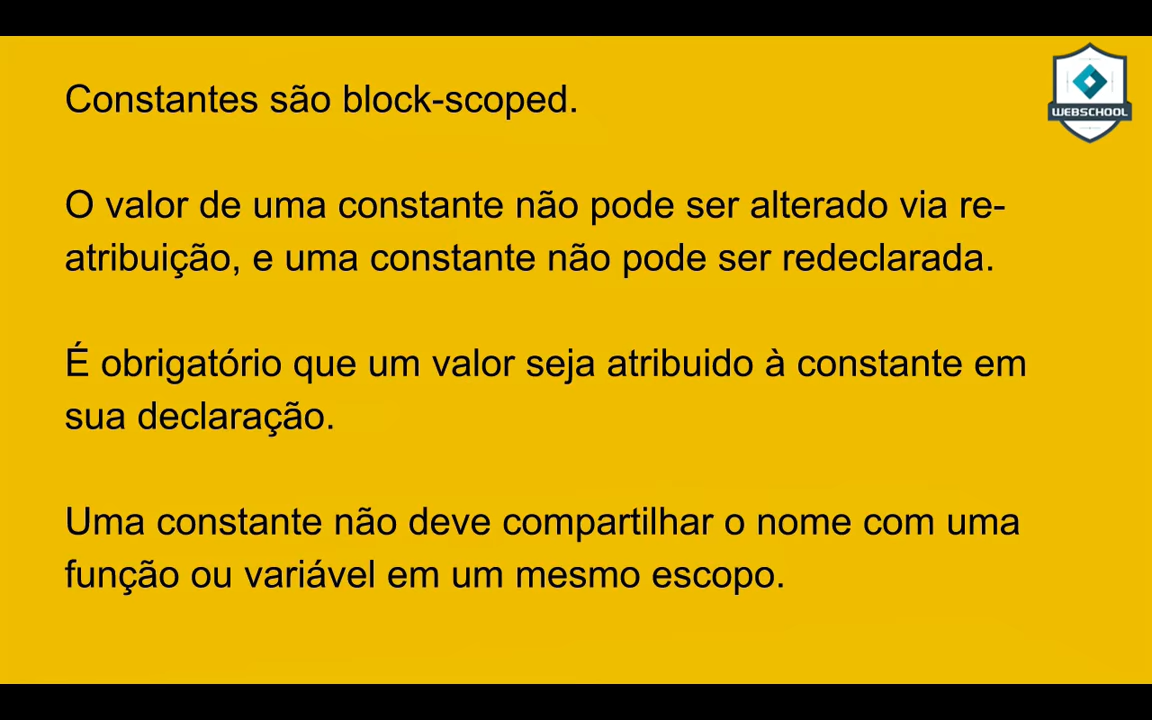 WEBSCHOOL
Constantes são block-scoped.
O valor de uma constante não pode ser alterado via re-
atribuição, e uma constante não pode ser redeclarada.
É obrigatório que um valor seja atribuido à constante em
sua declaração.
Uma constante não deve compartilhar o nome com uma
função ou variável em um mesmo escopo.